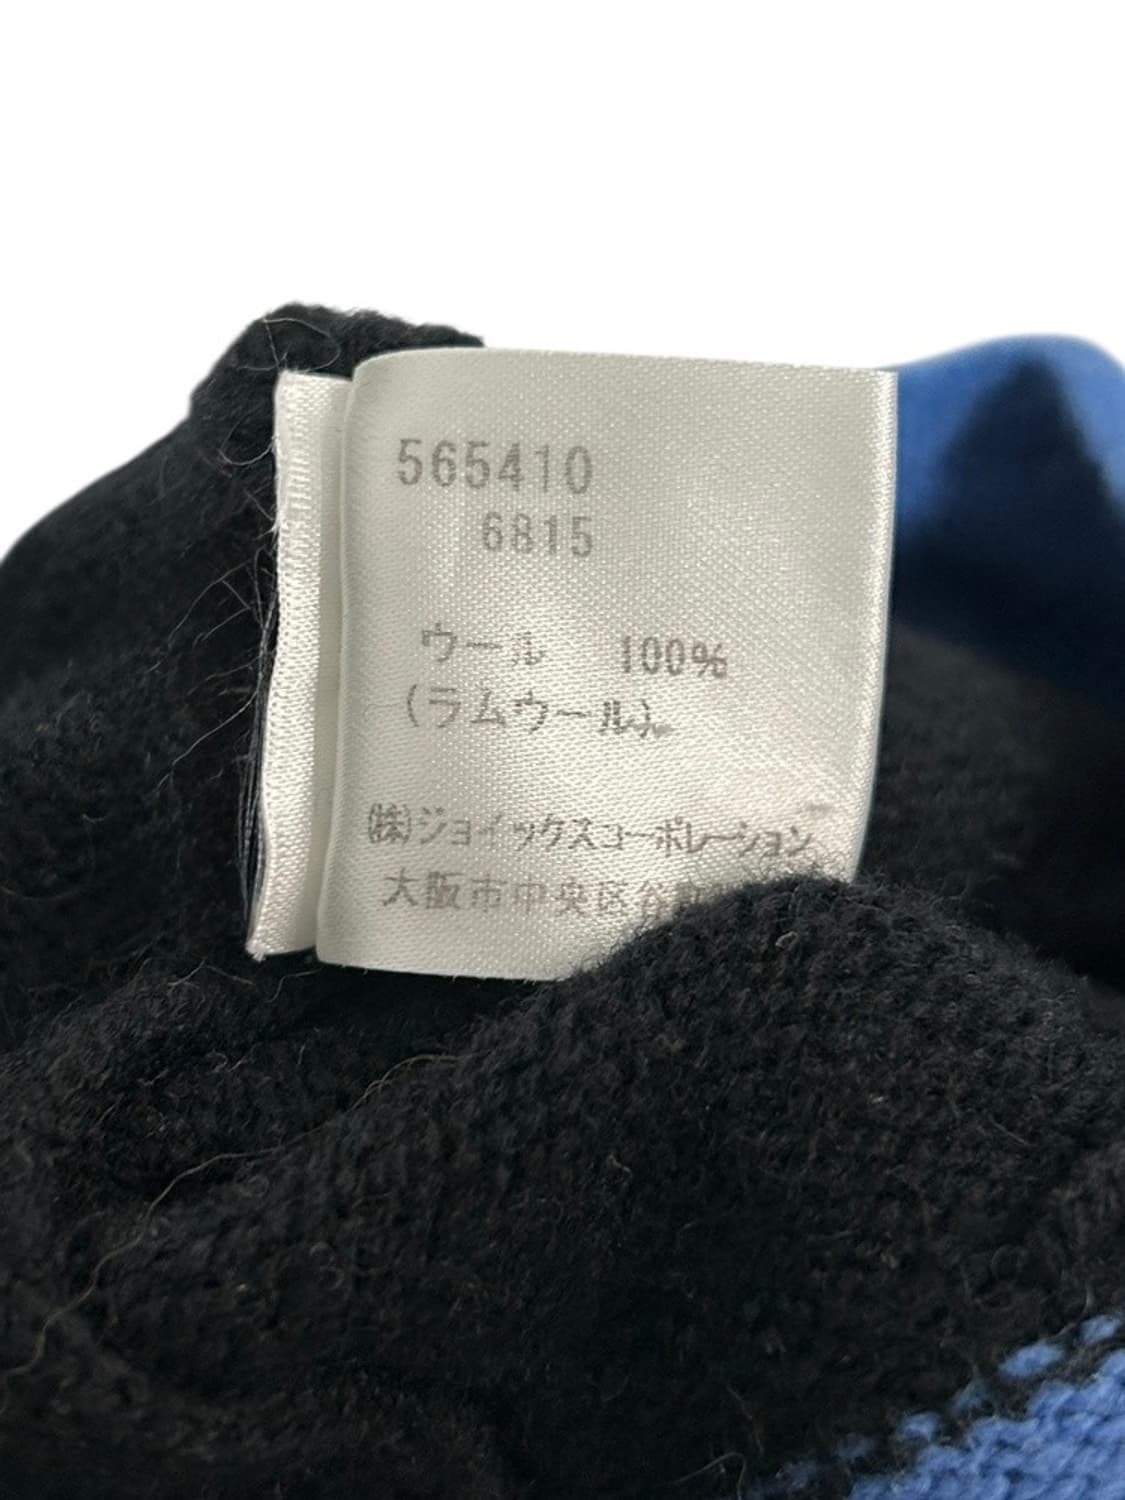 565410
6815
ウール 100%
(ラムウール)
(株)ジョイックスコーポレーション
大阪市中央区谷